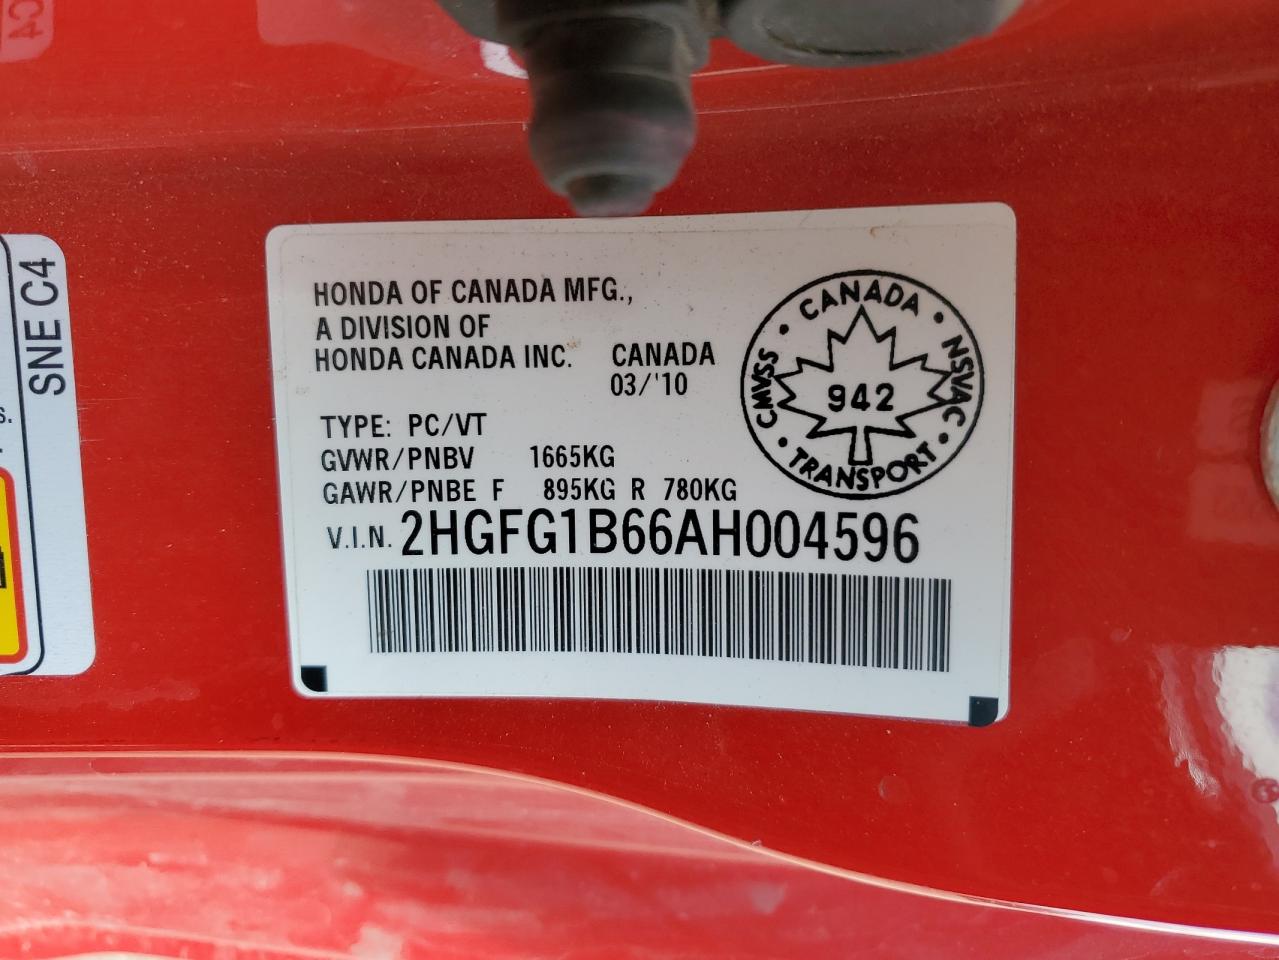 SNE C4
s.
HONDA OF CANADA MFG.,
A DIVISION OF
HONDA CANADA INC. CANADA
03/'10
TYPE: PC/VT
GVWR/PNBV 1665KG
GAWR/PNBE F 895KG R 780KG
V.I.N. 2HGFG1B66AH004596
CANADA
CMVSS
942
NSVAC
TRANSPORT